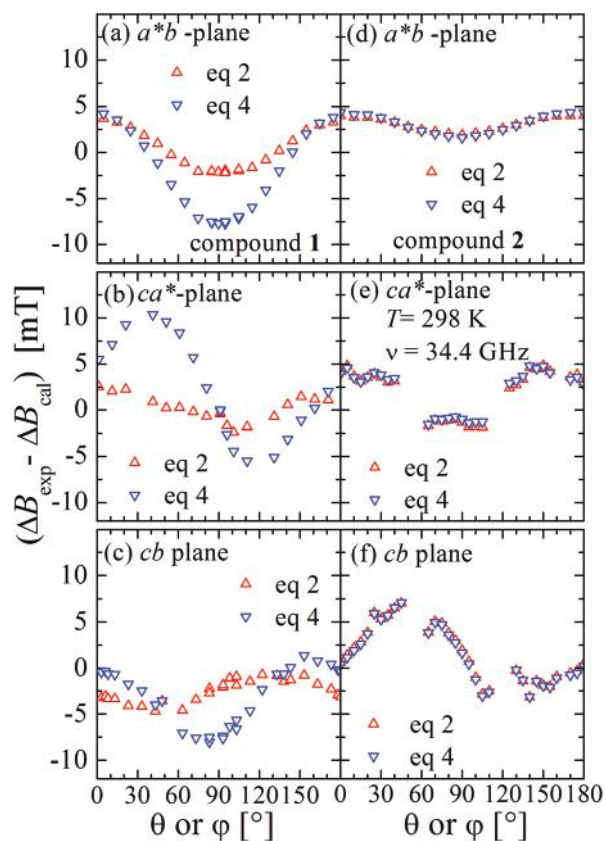 (ΔB_exp - ΔB_cal) [mT]
(a) a*b -plane
eq 2
eq 4
compound 1
10
5
0
-5
-10
(d) a*b -plane
eq 2
eq 4
compound 2
(b) ca*-plane
eq 2
eq 4
10
5
0
-5
-10
(e) ca*-plane
T= 298 K
ν = 34.4 GHz
eq 2
eq 4
(c) cb plane
eq 2
eq 4
10
5
0
-5
-10
(f) cb plane
eq 2
eq 4
0 30 60 90 120 150 0 30 60 90 120 150 180
θ or φ [°] θ or φ [°]